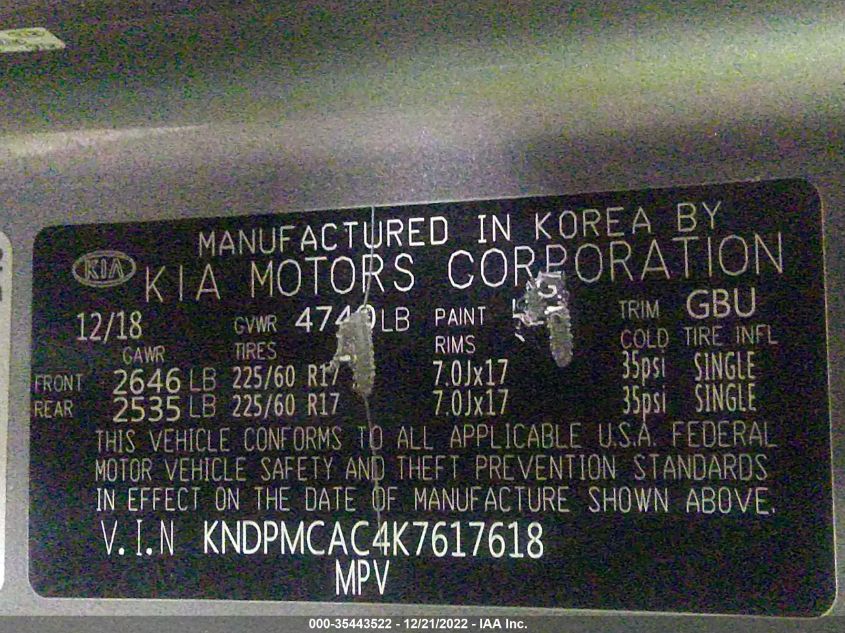 MANUFACTURED IN KOREA BY
KIA KIA MOTORS CORPORATION
12/18 GVWR LB PAINT TRIM GBU
GAWR TIRES RIMS COLD TIRE INFL
FRONT 2646 LB 225/60 R17 7.0Jx17 35psi SINGLE
REAR 2535 LB 225/60 R17 7.0Jx17 35psi SINGLE
THIS VEHICLE CONFORMS TO ALL APPLICABLE U.S.A. FEDERAL
MOTOR VEHICLE SAFETY AND THEFT PREVENTION STANDARDS
IN EFFECT ON THE DATE OF MANUFACTURE SHOWN ABOVE.
V.I.N KNDPMCAC4K7617618
MPV
000-35443522 - 12/21/2022 - IAA Inc.